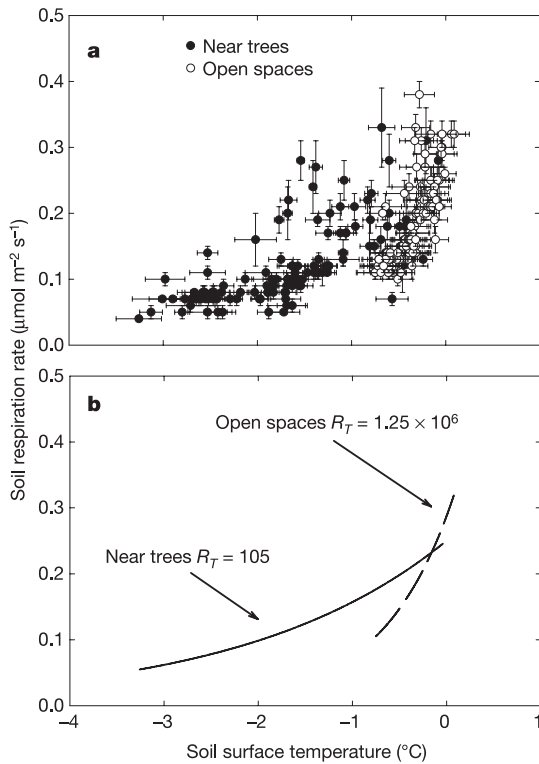 a
Near trees
Open spaces
0.5
0.4
0.3
0.2
0.1
0.0
b
Open spaces R_T = 1.25 × 10⁶
Near trees R_T = 105
0.5
0.4
0.3
0.2
0.1
0.0
–4
–3
–2
–1
0
1
Soil surface temperature (°C)
Soil respiration rate (μmol m⁻² s⁻¹)